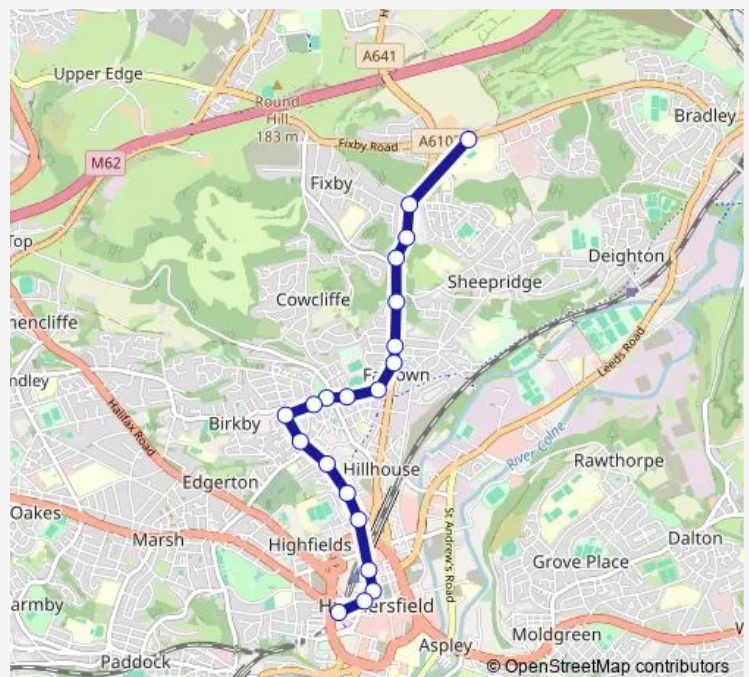 A641
Upper Edge
Round
Hill
183 m
Bradley
A610
Fixby Road
M62
Fixby
Top
Deighton
Sheepridge
Cowcliffe
Leeds Road
Halifax Road
Birkby
River Colne
Hillhouse
Rawthorpe
Edgerton
St Andrew's Road
Oakes
Marsh
Highfields
Dalton
Grove Place
Moldgreen
Aspley
Paddock
© OpenStreetMap contributors